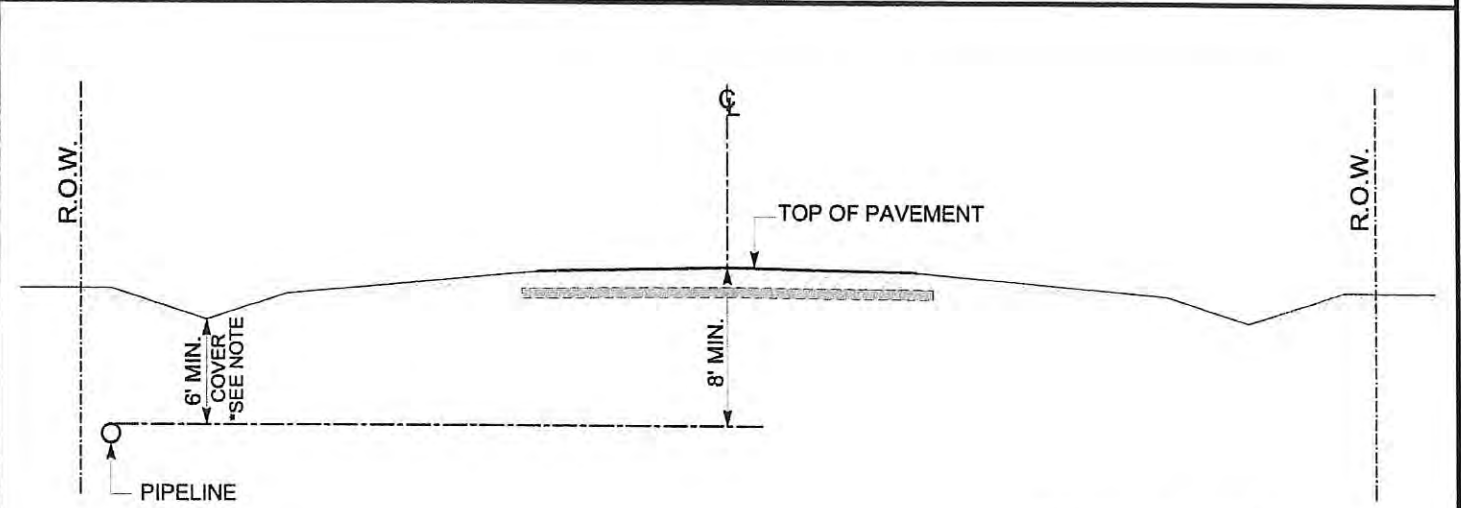 ℄
R.O.W.
R.O.W.
TOP OF PAVEMENT
6' MIN.
COVER
*SEE NOTE
8' MIN.
PIPELINE